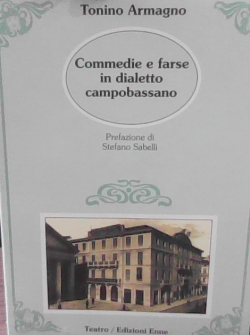 Tonino Armagno
Commedie e farse
in dialetto
campobassano
Prefazione di
Stefano Sabelli
Teatro / Edizioni Enne